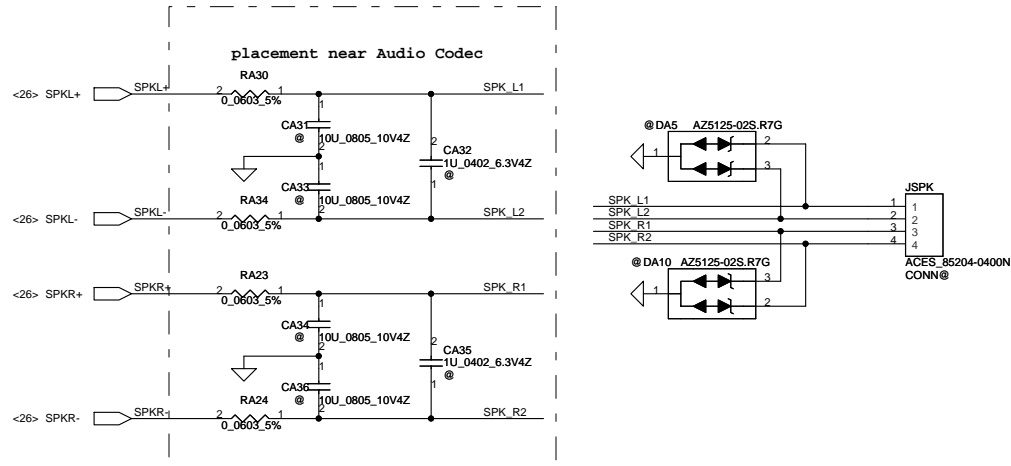 placement near Audio Codec
<26> SPKL+
SPKL+
2
RA30
1
0_0603_5%
SPK_L1
1
CA31
@
10U_0805_10V4Z
2
2
CA32
1U_0402_6.3V4Z
@
1
1
CA33
@
10U_0805_10V4Z
2
<26> SPKL-
SPKL-
2
RA34
1
0_0603_5%
SPK_L2
<26> SPKR+
SPKR+
2
RA23
1
0_0603_5%
SPK_R1
1
CA34
@
10U_0805_10V4Z
2
2
CA35
1U_0402_6.3V4Z
@
1
1
CA36
@
10U_0805_10V4Z
2
<26> SPKR-
SPKR-
2
RA24
1
0_0603_5%
SPK_R2
@DA5 AZ5125-02S.R7G
1
2
3
SPK_L1
SPK_L2
SPK_R1
SPK_R2
JSPK
1 1
2 2
3 3
4 4
ACES_85204-0400N
CONN@
@DA10 AZ5125-02S.R7G
1
3
2